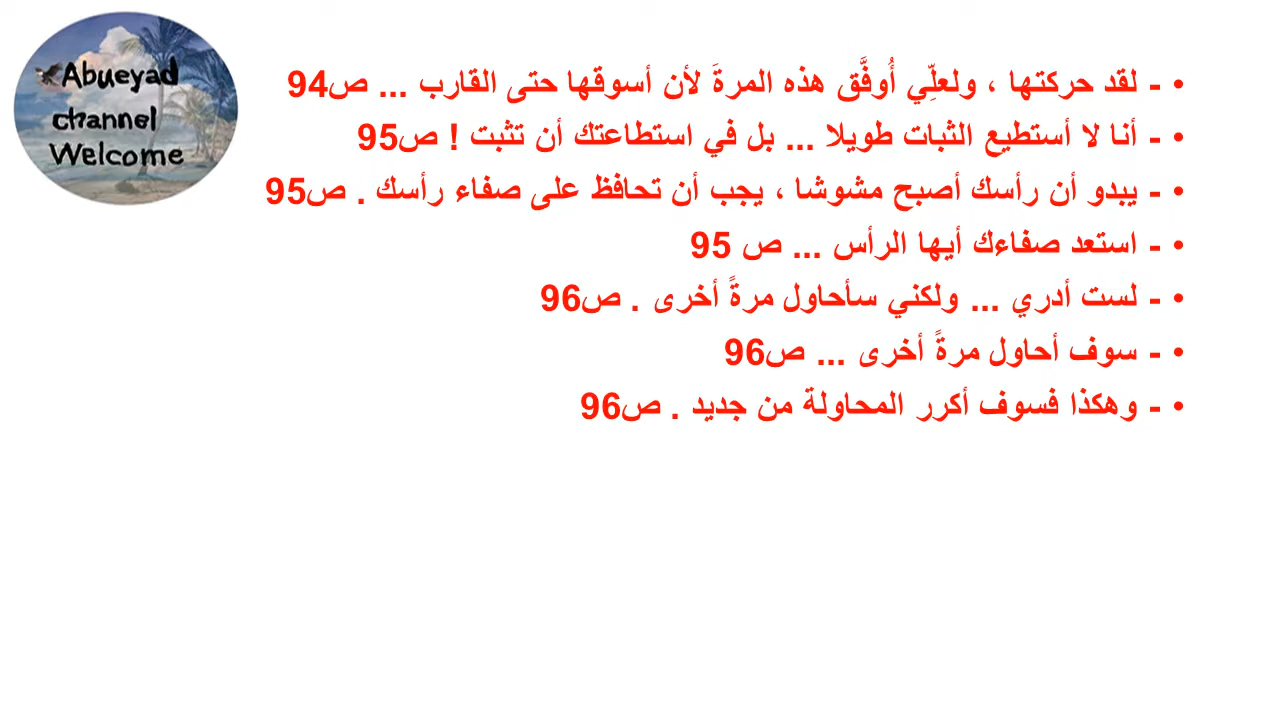 Abueyad
channel
Welcome
• - لقد حركتها ، ولعلِّي أُوفَّق هذه المرةَ لأن أسوقها حتى القارب ... ص94
• - أنا لا أستطيع الثبات طويلا ... بل في استطاعتك أن تثبت ! ص95
• - يبدو أن رأسك أصبح مشوشا ، يجب أن تحافظ على صفاء رأسك . ص95
• - استعد صفاءك أيها الرأس ... ص 95
• - لست أدري ... ولكني سأحاول مرةً أخرى . ص96
• - سوف أحاول مرةً أخرى ... ص96
• - وهكذا فسوف أكرر المحاولة من جديد . ص96